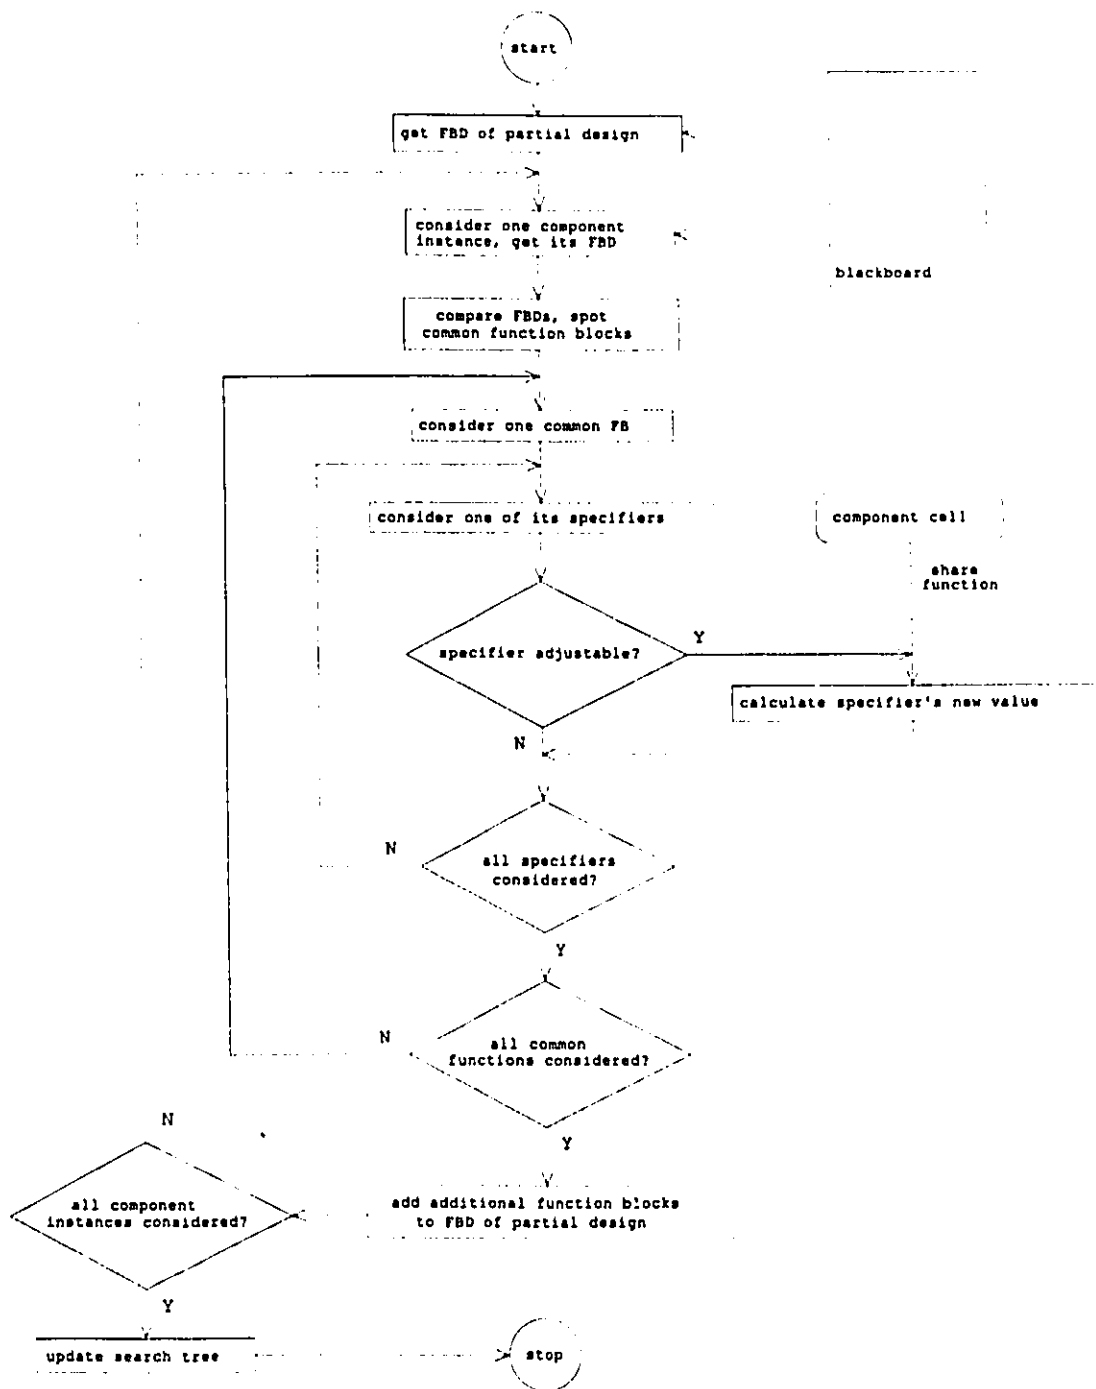 start
get FBD of partial design
consider one component
instance, get its FBD
blackboard
compare FBDs, spot
common function blocks
consider one common FB
consider one of its specifiers
component cell
share
function
Y
specifier adjustable?
calculate specifier's new value
N
N
all specifiers
considered?
Y
N
all common
functions considered?
N
Y
all component
instances considered?
add additional function blocks
to FBD of partial design
Y
update search tree
stop